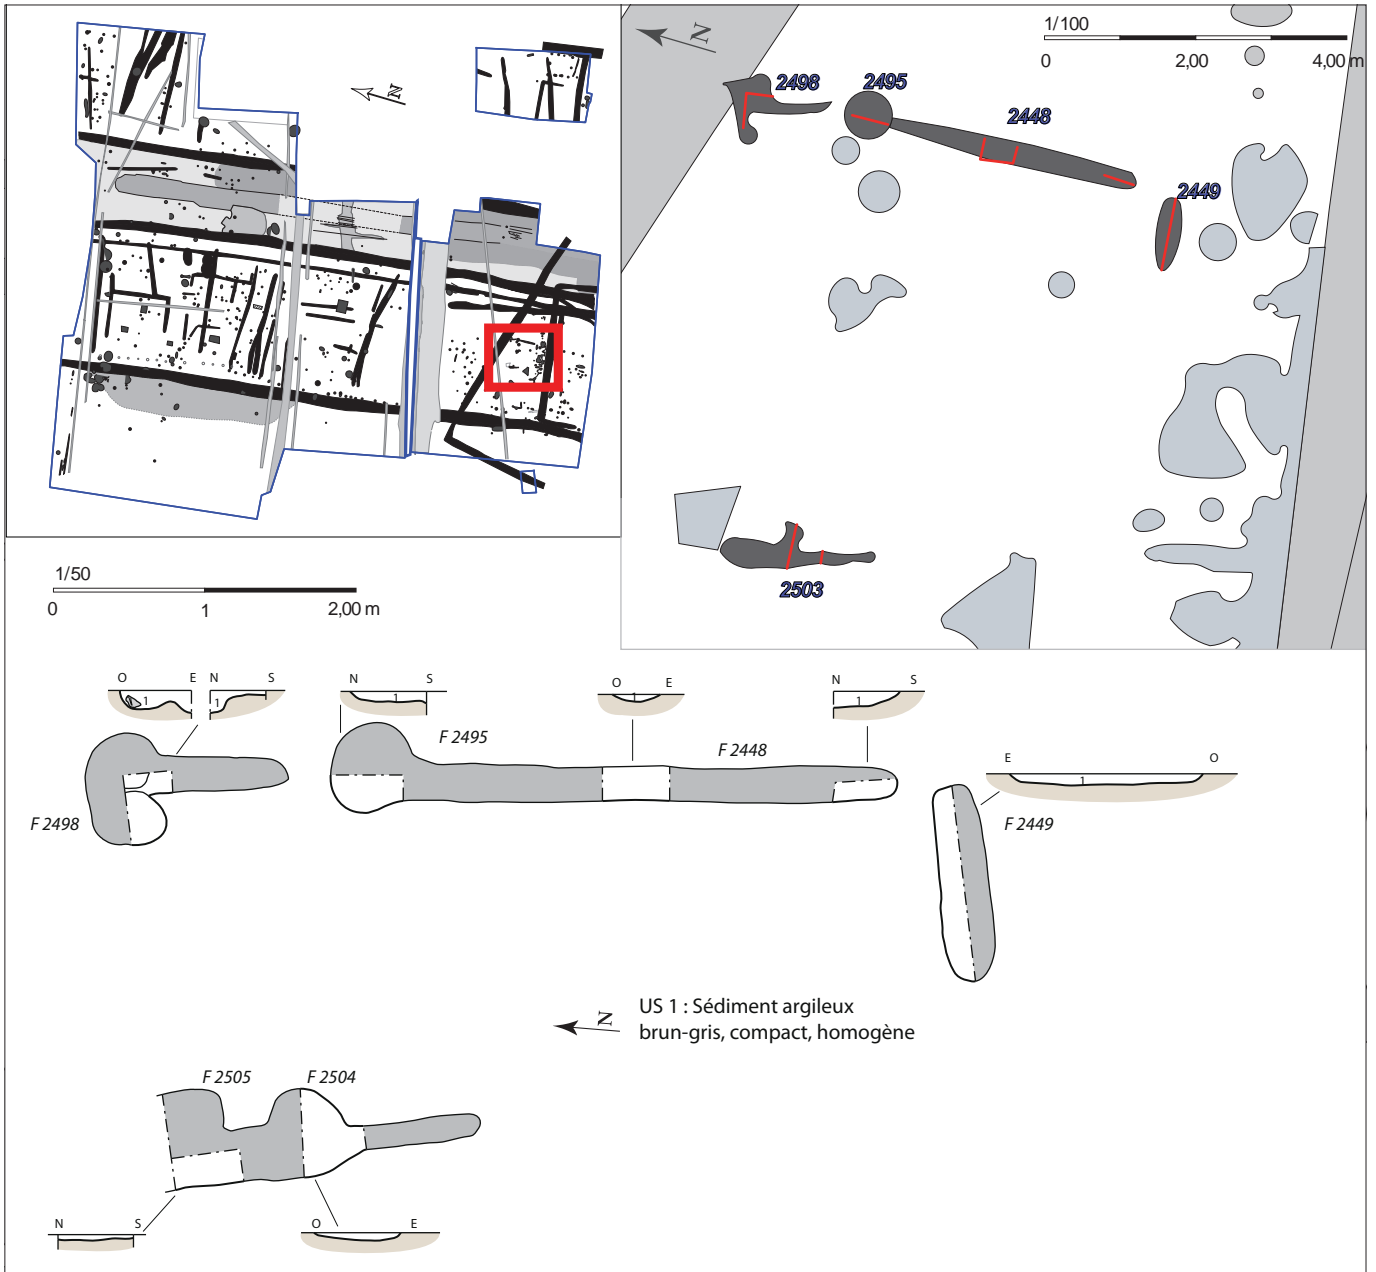 N
N
1/100
0 2,00 4,00 m
2498
2495
2448
2449
2503
1/50
0 1 2,00 m
O E N S
1 1
N S
1
O E
1
N S
1
F 2495
F 2448
E O
1
F 2498
F 2449
N
US 1 : Sédiment argileux
brun-gris, compact, homogène
F 2505 F 2504
N S
O E